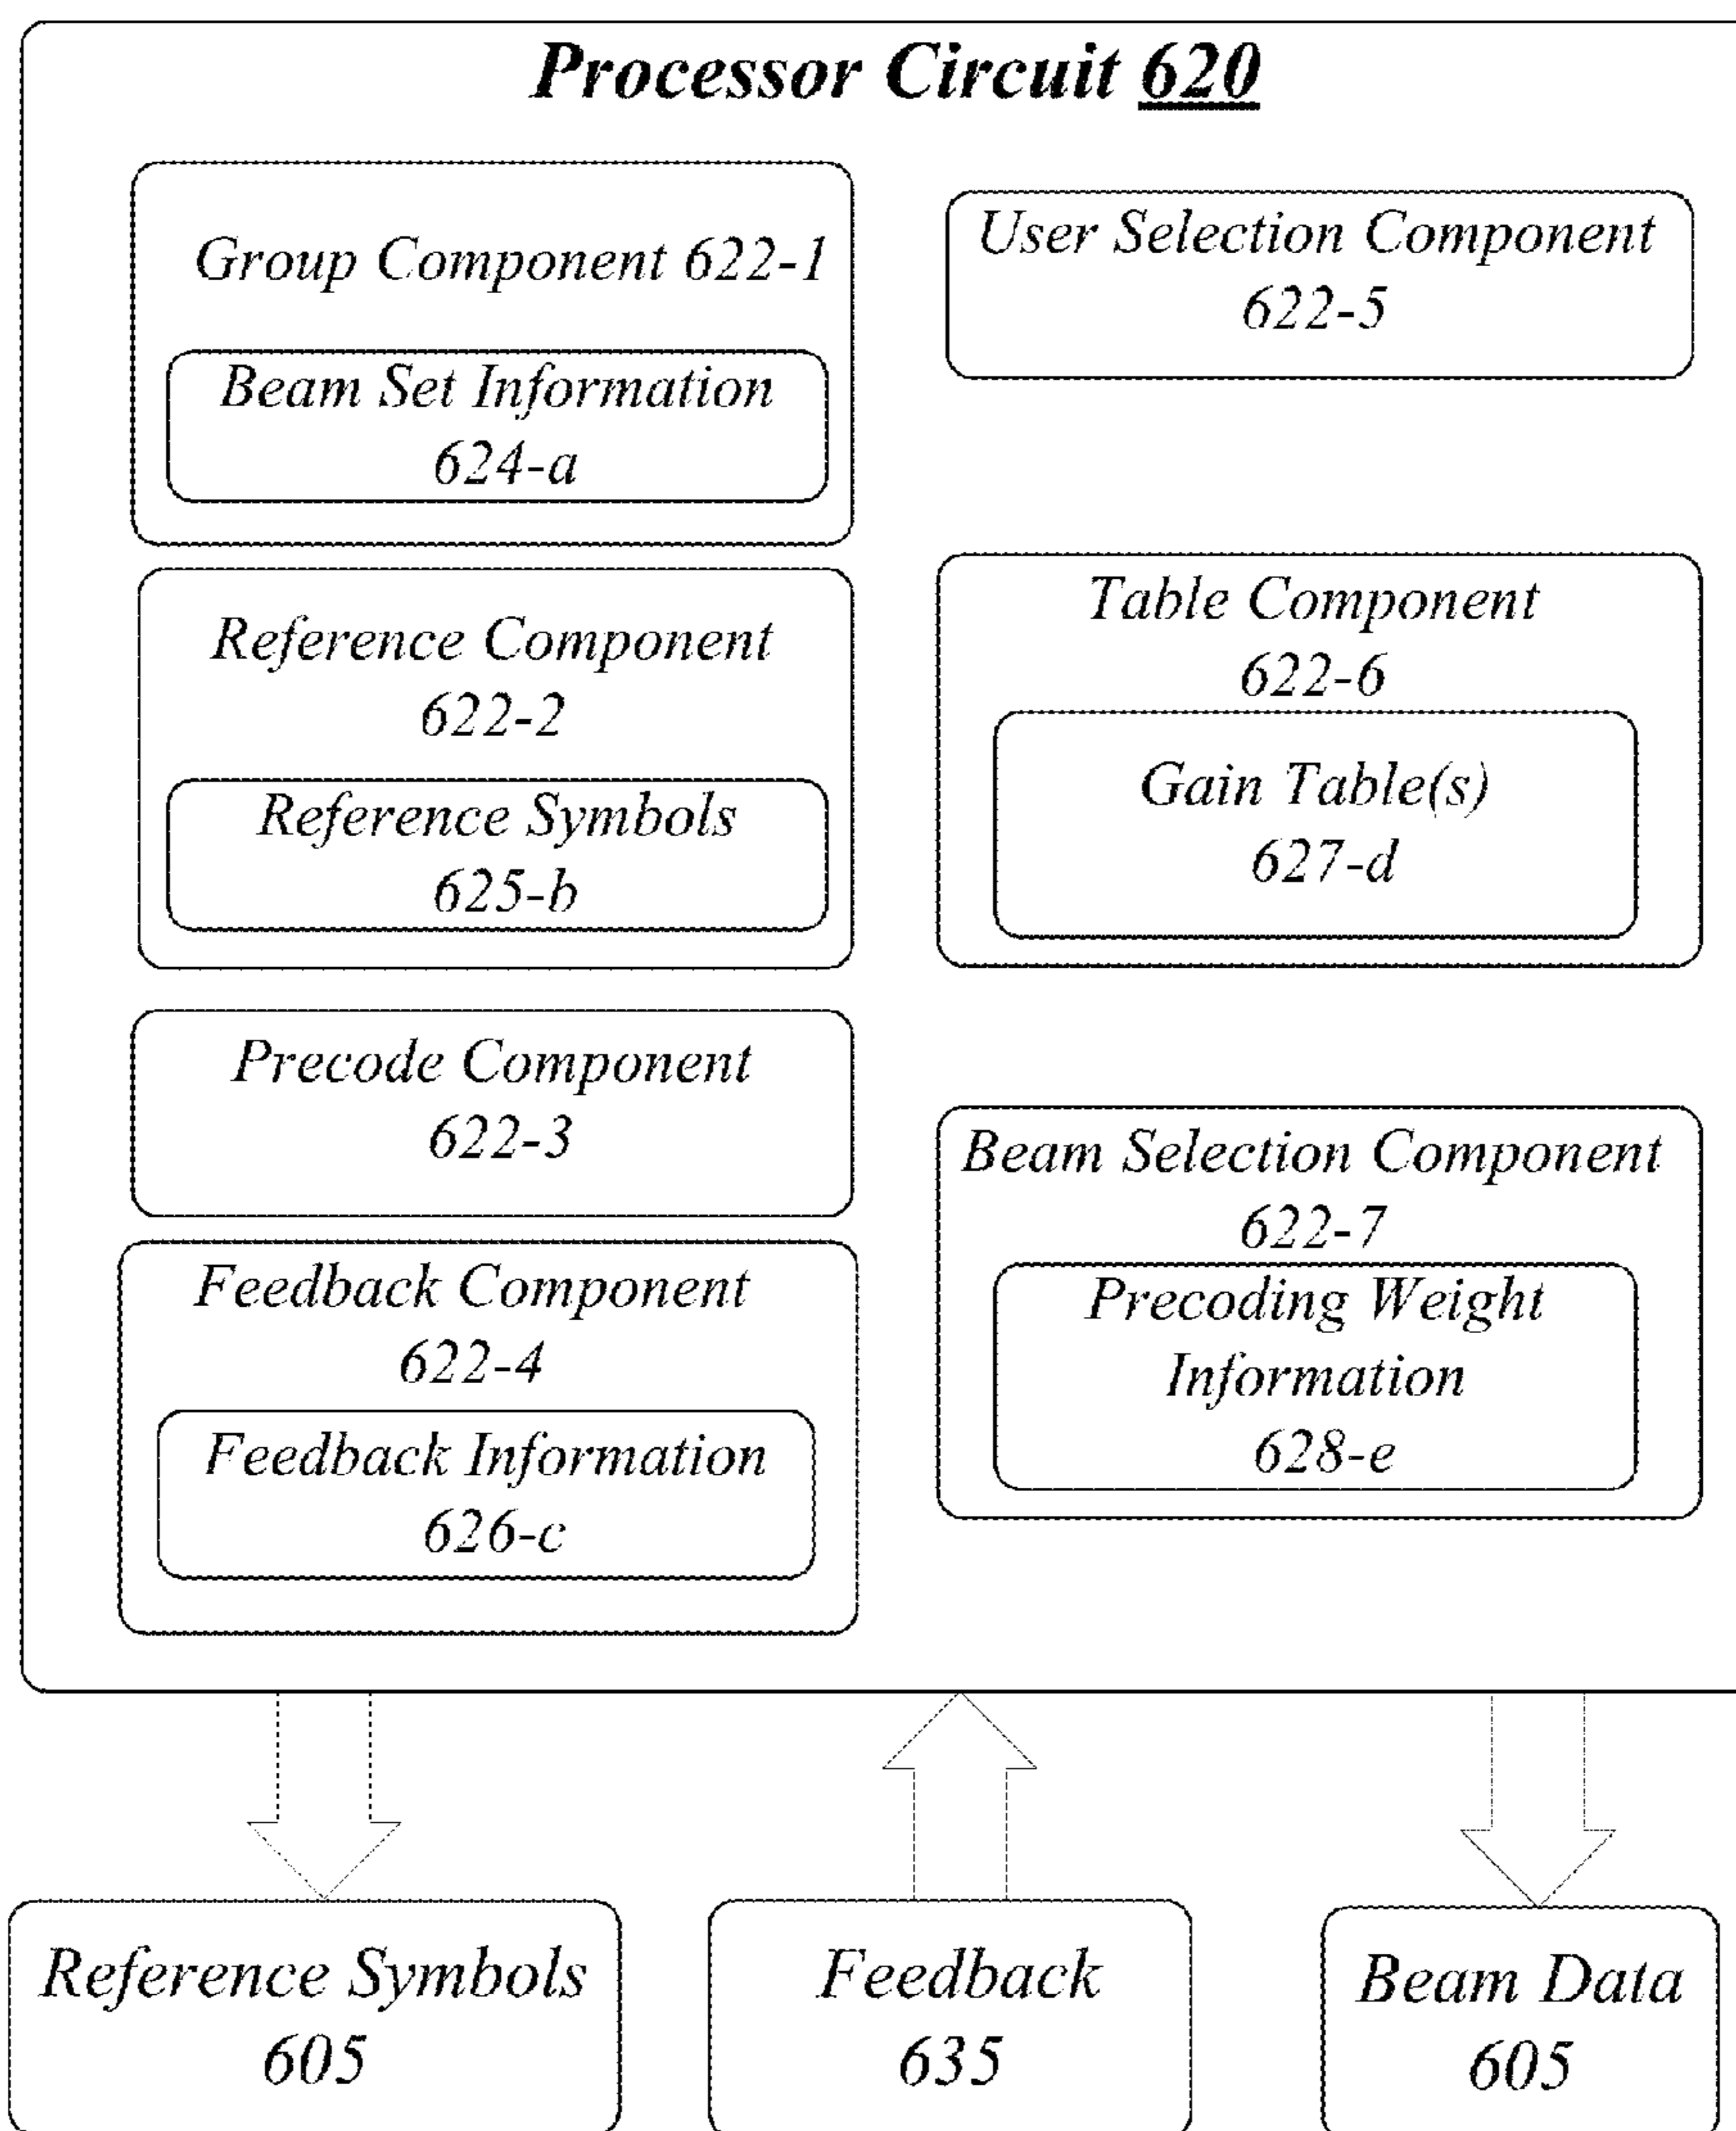 Processor Circuit 620
Group Component 622-1
Beam Set Information
624-a
Reference Component
622-2
Reference Symbols
625-b
Precode Component
622-3
Feedback Component
622-4
Feedback Information
626-c
User Selection Component
622-5
Table Component
622-6
Gain Table(s)
627-d
Beam Selection Component
622-7
Precoding Weight
Information
628-e
Reference Symbols
605
Feedback
635
Beam Data
605